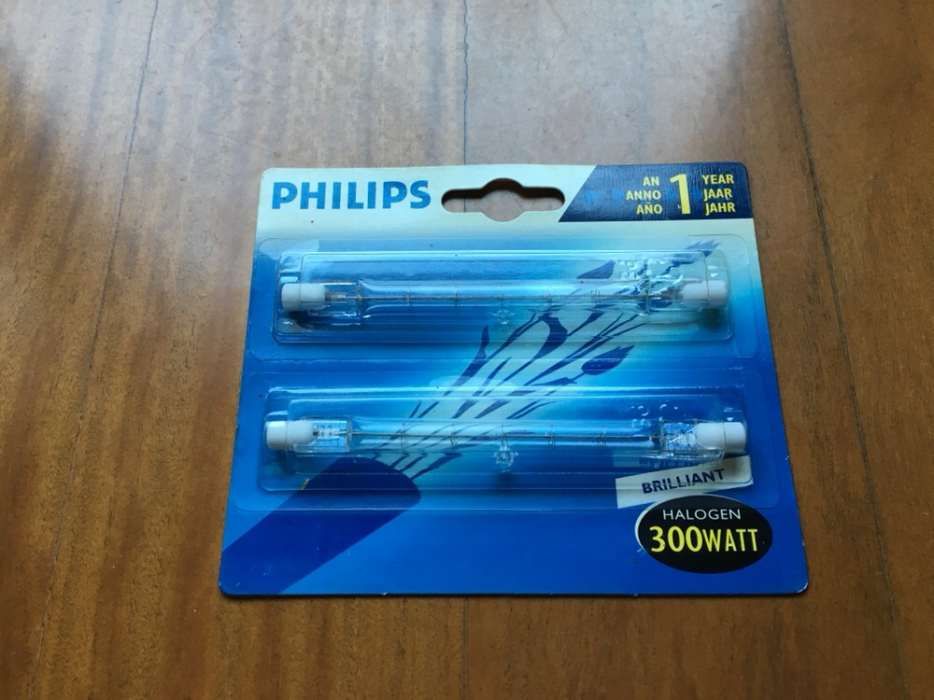 PHILIPS
AN
ANNO
AÑO
1
YEAR
JAAR
JAHR
BRILLIANT
HALOGEN
300WATT